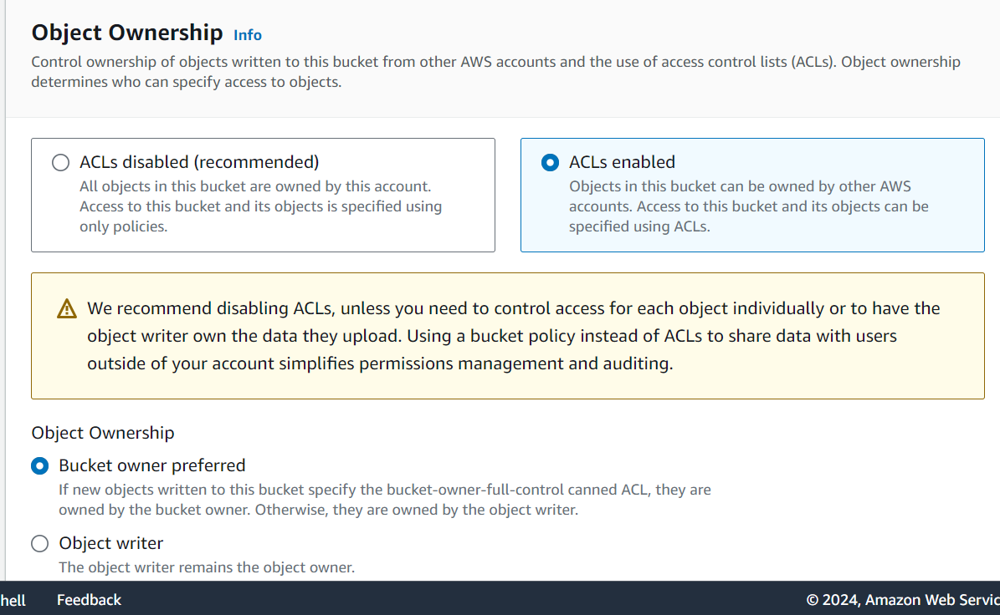 Object Ownership Info
Control ownership of objects written to this bucket from other AWS accounts and the use of access control lists (ACLs). Object ownership
determines who can specify access to objects.
ACLs disabled (recommended)
All objects in this bucket are owned by this account.
Access to this bucket and its objects is specified using
only policies.
ACLs enabled
Objects in this bucket can be owned by other AWS
accounts. Access to this bucket and its objects can be
specified using ACLs.
We recommend disabling ACLs, unless you need to control access for each object individually or to have the
object writer own the data they upload. Using a bucket policy instead of ACLs to share data with users
outside of your account simplifies permissions management and auditing.
Object Ownership
Bucket owner preferred
If new objects written to this bucket specify the bucket-owner-full-control canned ACL, they are
owned by the bucket owner. Otherwise, they are owned by the object writer.
Object writer
The object writer remains the object owner.
hell Feedback © 2024, Amazon Web Servic